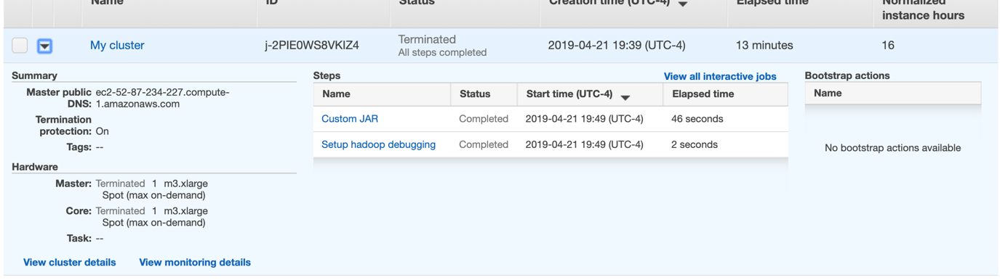 Name ID Status Creation time (UTC-4) Elapsed time Normalized
instance hours
My cluster j-2PIE0WS8VKIZ4 Terminated 2019-04-21 19:39 (UTC-4) 13 minutes 16
All steps completed
Summary
Master public ec2-52-87-234-227.compute-
DNS: 1.amazonaws.com
Termination
protection: On
Tags: --
Hardware
Master: Terminated 1 m3.xlarge
Spot (max on-demand)
Core: Terminated 1 m3.xlarge
Spot (max on-demand)
Task: --
View cluster details View monitoring details
Steps View all interactive jobs
Name Status Start time (UTC-4) Elapsed time
Custom JAR Completed 2019-04-21 19:49 (UTC-4) 46 seconds
Setup hadoop debugging Completed 2019-04-21 19:49 (UTC-4) 2 seconds
Bootstrap actions
Name
No bootstrap actions available